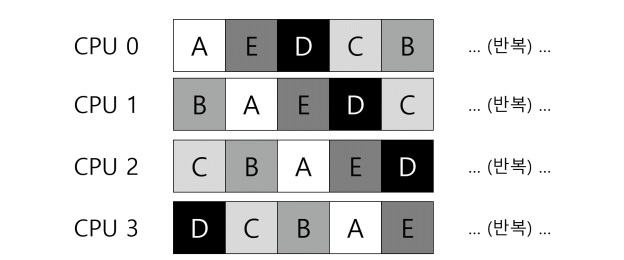 CPU 0 A E D C B ... (반복) ...
CPU 1 B A E D C ... (반복) ...
CPU 2 C B A E D ... (반복) ...
CPU 3 D C B A E ... (반복) ...